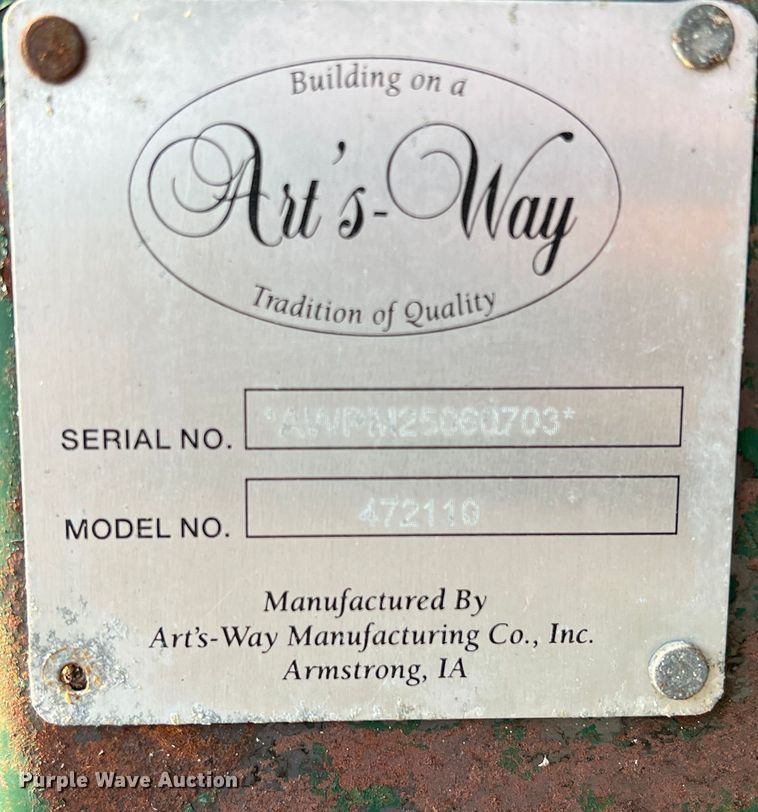 Building on a
Art's-Way
Tradition of Quality
SERIAL NO. *AWPM25060703*
MODEL NO. 472110
Manufactured By
Art's-Way Manufacturing Co., Inc.
Armstrong, IA
Purple Wave Auction